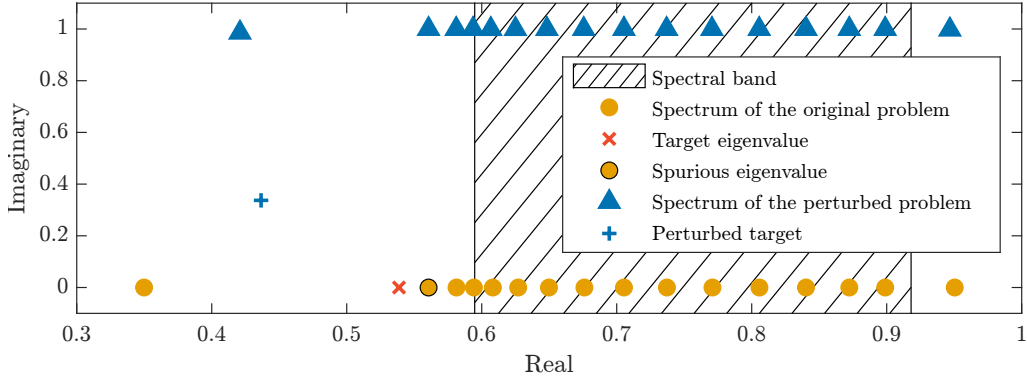 1
0.8
0.6
0.4
0.2
0
Imaginary
Spectral band
Spectrum of the original problem
Target eigenvalue
Spurious eigenvalue
Spectrum of the perturbed problem
Perturbed target
0.3 0.4 0.5 0.6 0.7 0.8 0.9 1
Real